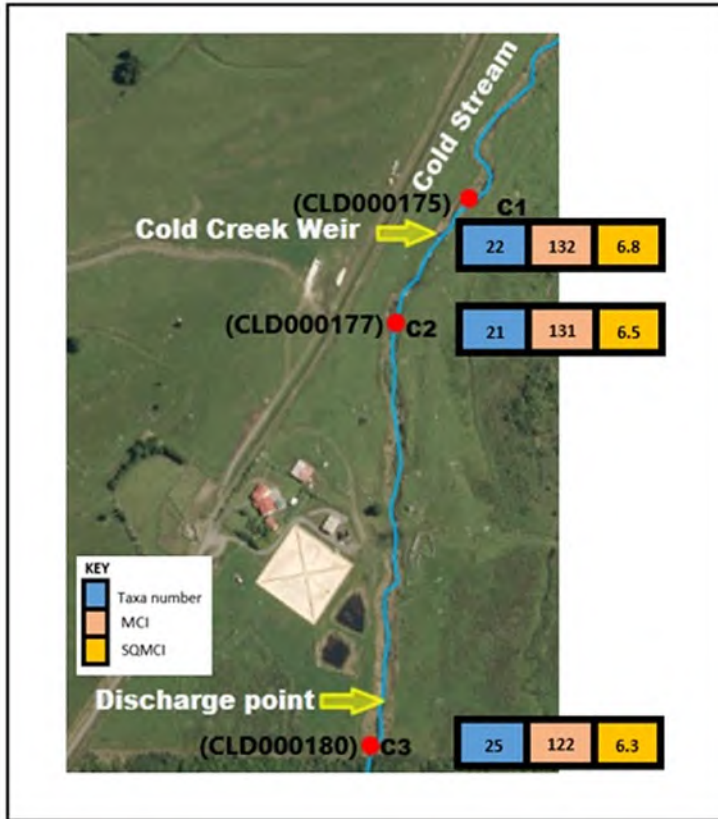 Cold Stream
(CLD000175)
C1
Cold Creek Weir
22 132 6.8
(CLD000177)
C2
21 131 6.5
KEY
Taxa number
MCI
SQMCI
Discharge point
(CLD000180)
C3
25 122 6.3